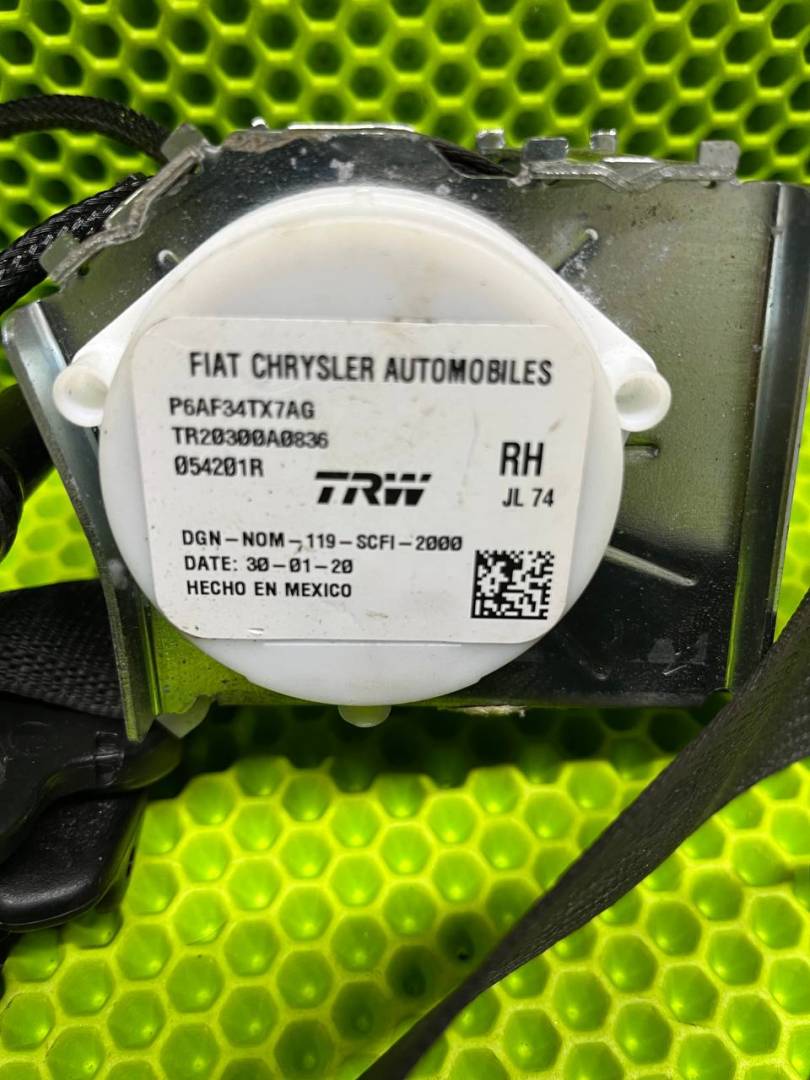 FIAT CHRYSLER AUTOMOBILES
P6AF34TX7AG
TR20300A0836
054201R
TRW
RH
JL 74
DGN-NOM-119-SCFI-2000
DATE: 30-01-20
HECHO EN MEXICO